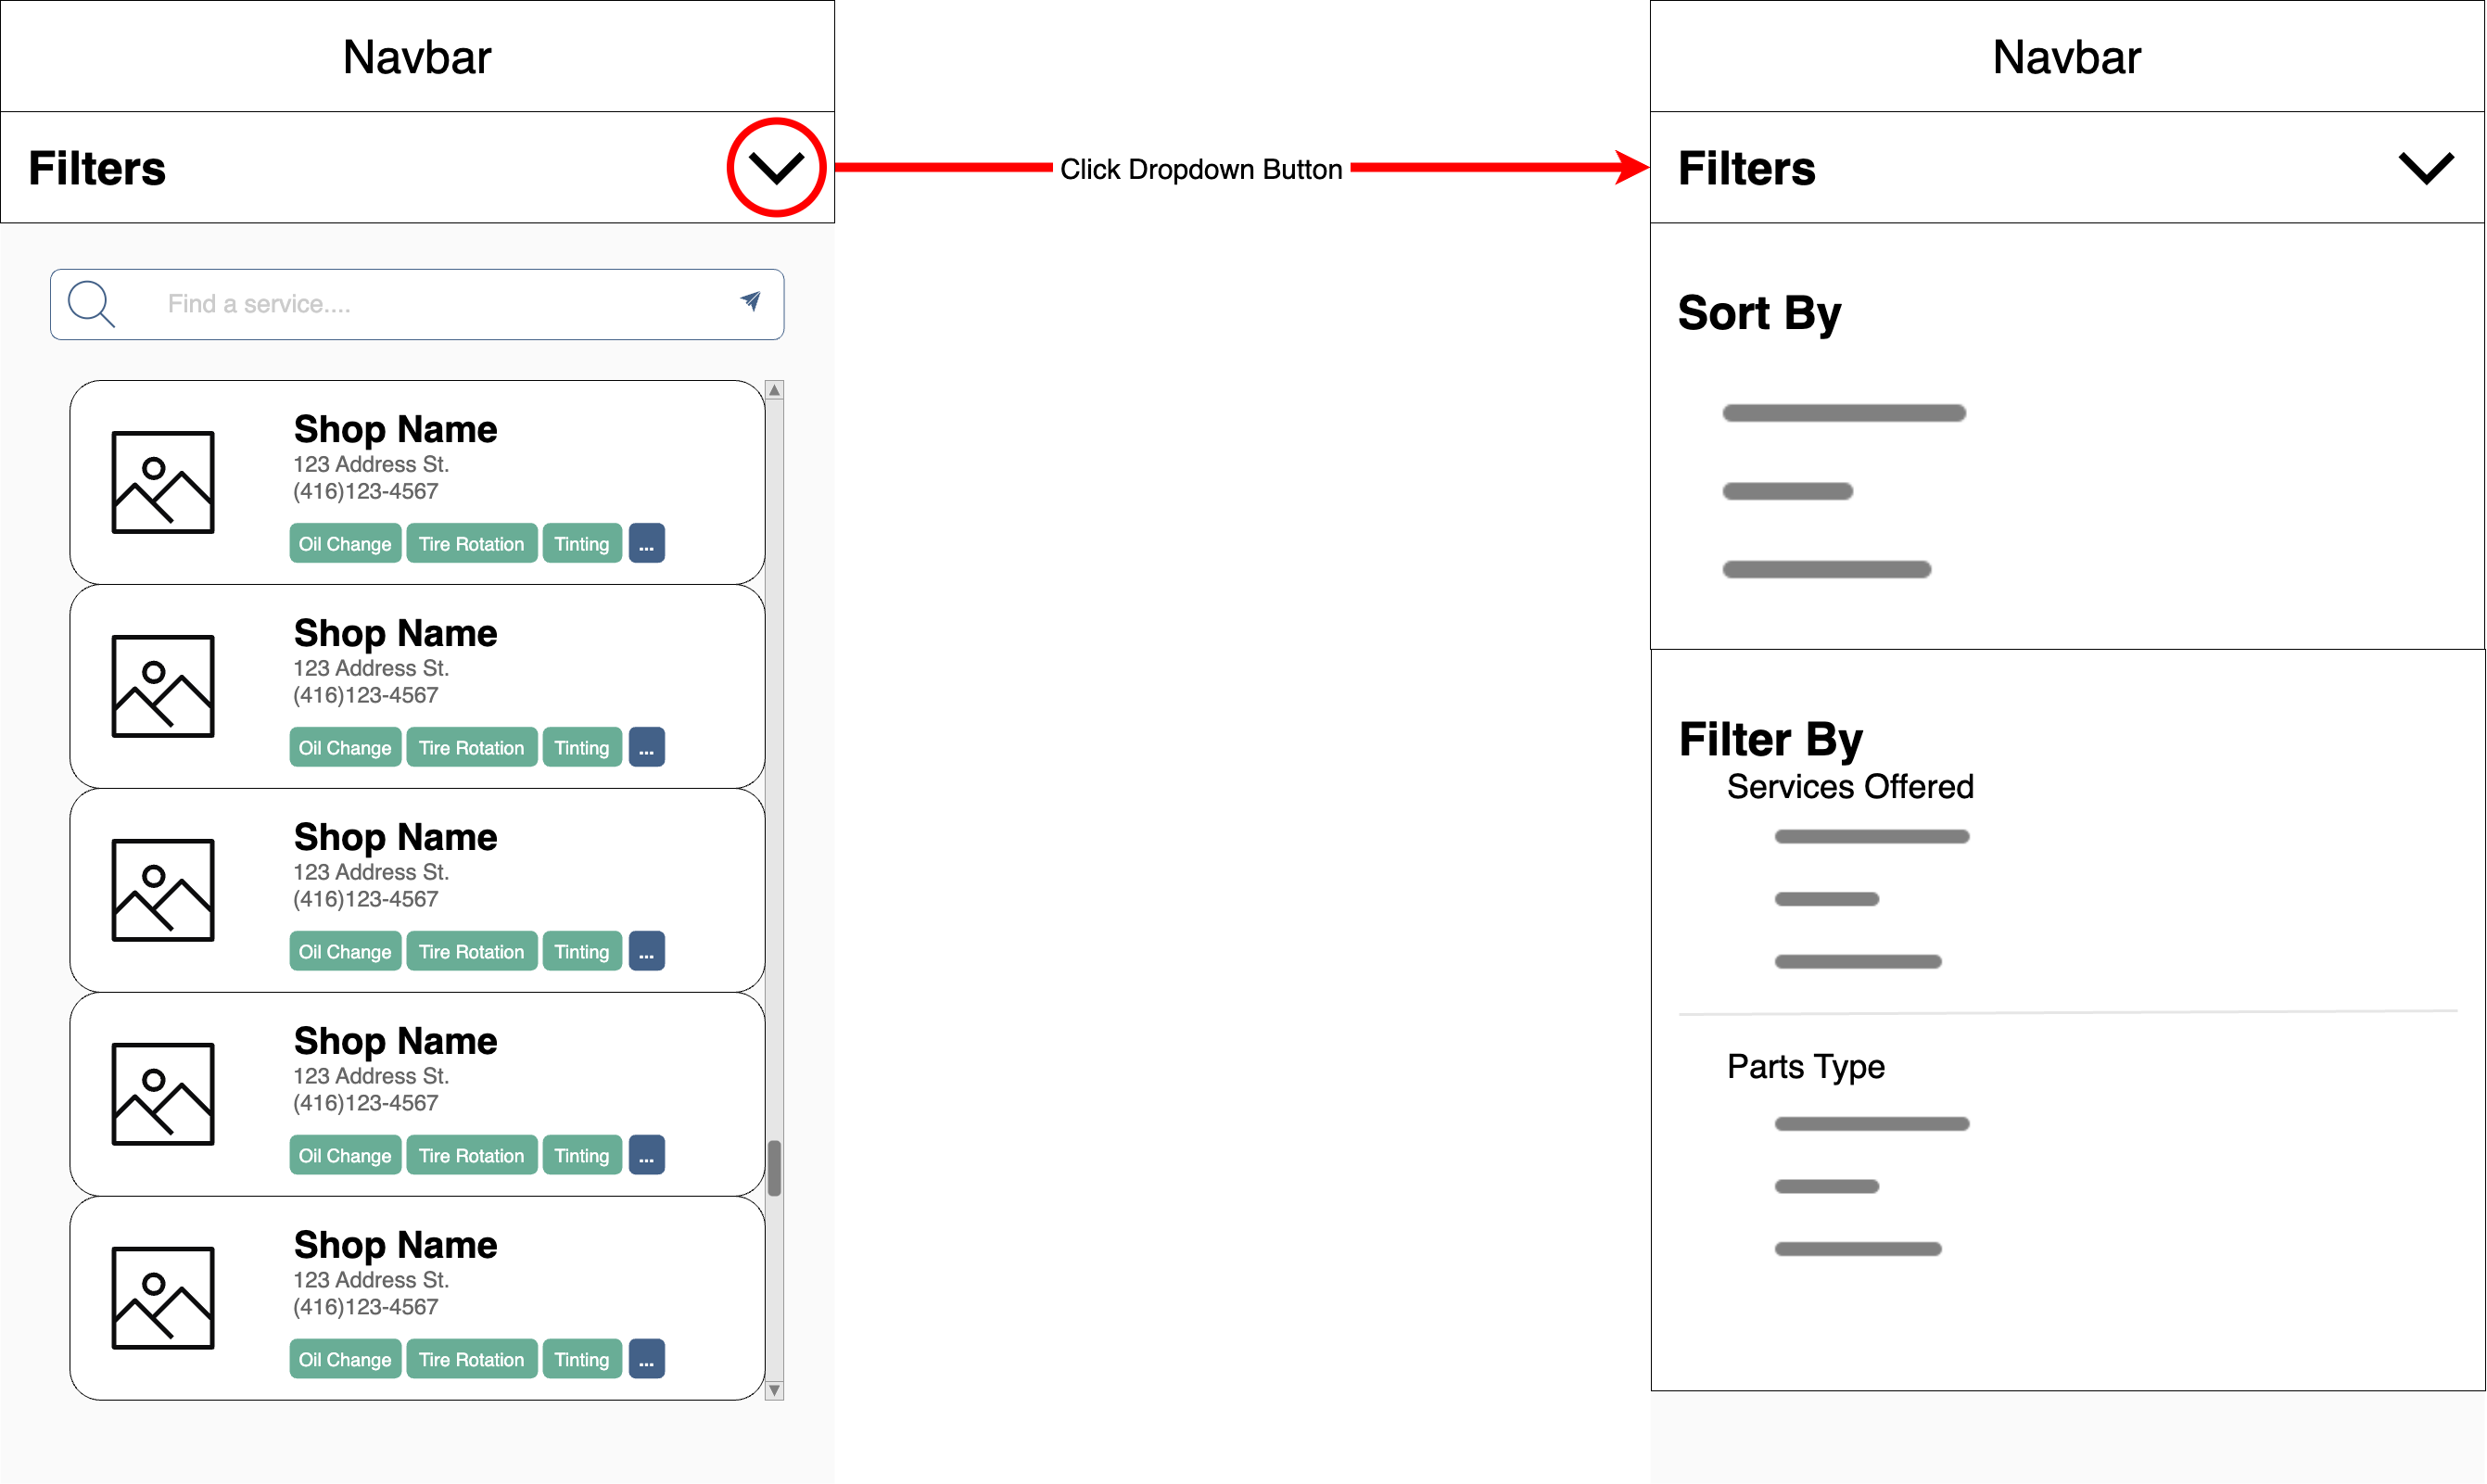 Navbar
Filters
Find a service....
Shop Name
123 Address St.
(416)123-4567
Oil Change Tire Rotation Tinting ...
Shop Name
123 Address St.
(416)123-4567
Oil Change Tire Rotation Tinting ...
Shop Name
123 Address St.
(416)123-4567
Oil Change Tire Rotation Tinting ...
Shop Name
123 Address St.
(416)123-4567
Oil Change Tire Rotation Tinting ...
Shop Name
123 Address St.
(416)123-4567
Oil Change Tire Rotation Tinting ...
Click Dropdown Button
Navbar
Filters
Sort By
Filter By
Services Offered
Parts Type